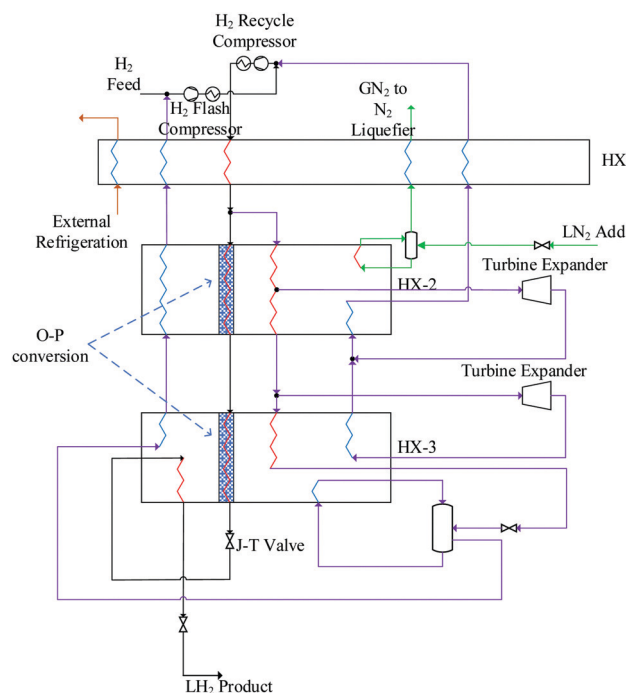 H₂ Recycle
Compressor
H₂
Feed
H₂ Flash
Compressor
GN₂ to
N₂
Liquefier
HX
External
Refrigeration
LN₂ Add
HX-2
Turbine Expander
O-P
conversion
Turbine Expander
HX-3
J-T Valve
LH₂ Product